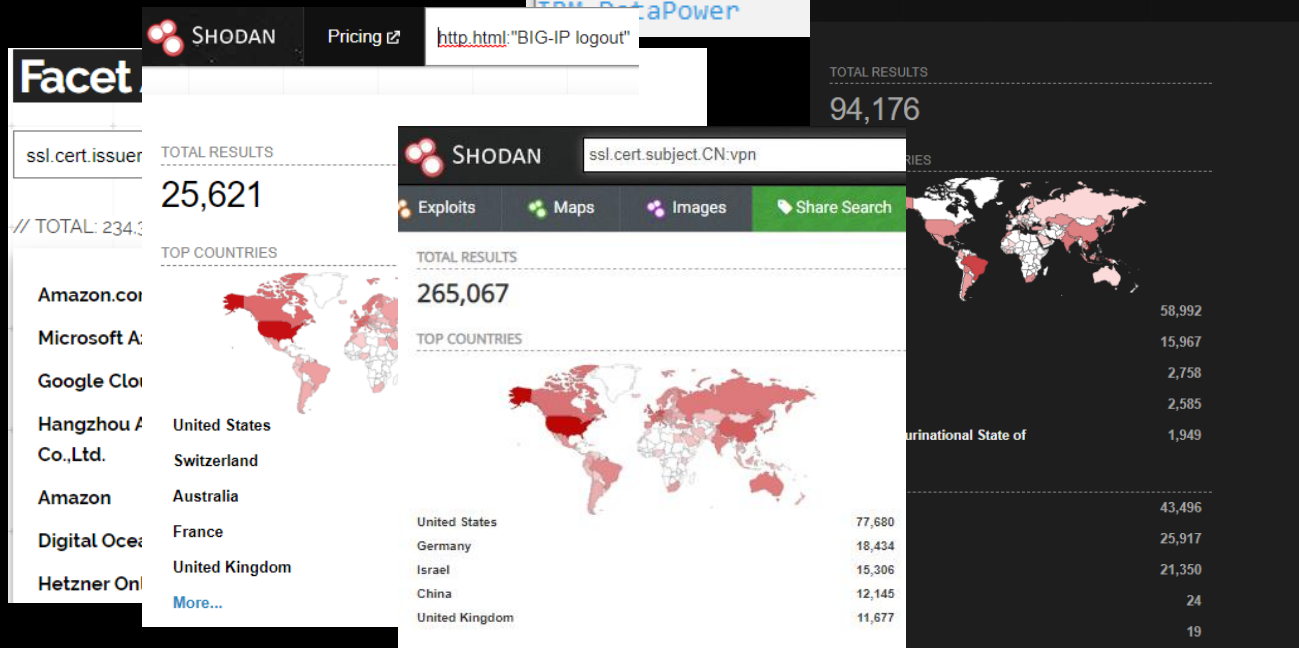 DataPower
SHODAN
Pricing
http.html:"BIG-IP logout"
Facet
ssl.cert.issuer
// TOTAL: 234,
Amazon.co
Microsoft A
Google Clo
Hangzhou A
Co.,Ltd.
Amazon
Digital Ocea
Hetzner Onl
TOTAL RESULTS
25,621
TOP COUNTRIES
United States
Switzerland
Australia
France
United Kingdom
More...
SHODAN
ssl.cert.subject.CN:vpn
Exploits
Maps
Images
Share Search
TOTAL RESULTS
265,067
TOP COUNTRIES
United States 77,680
Germany 18,434
Israel 15,306
China 12,145
United Kingdom 11,677
TOTAL RESULTS
94,176
RIES
58,992
15,967
2,758
2,585
urinational State of 1,949
43,496
25,917
21,350
24
19